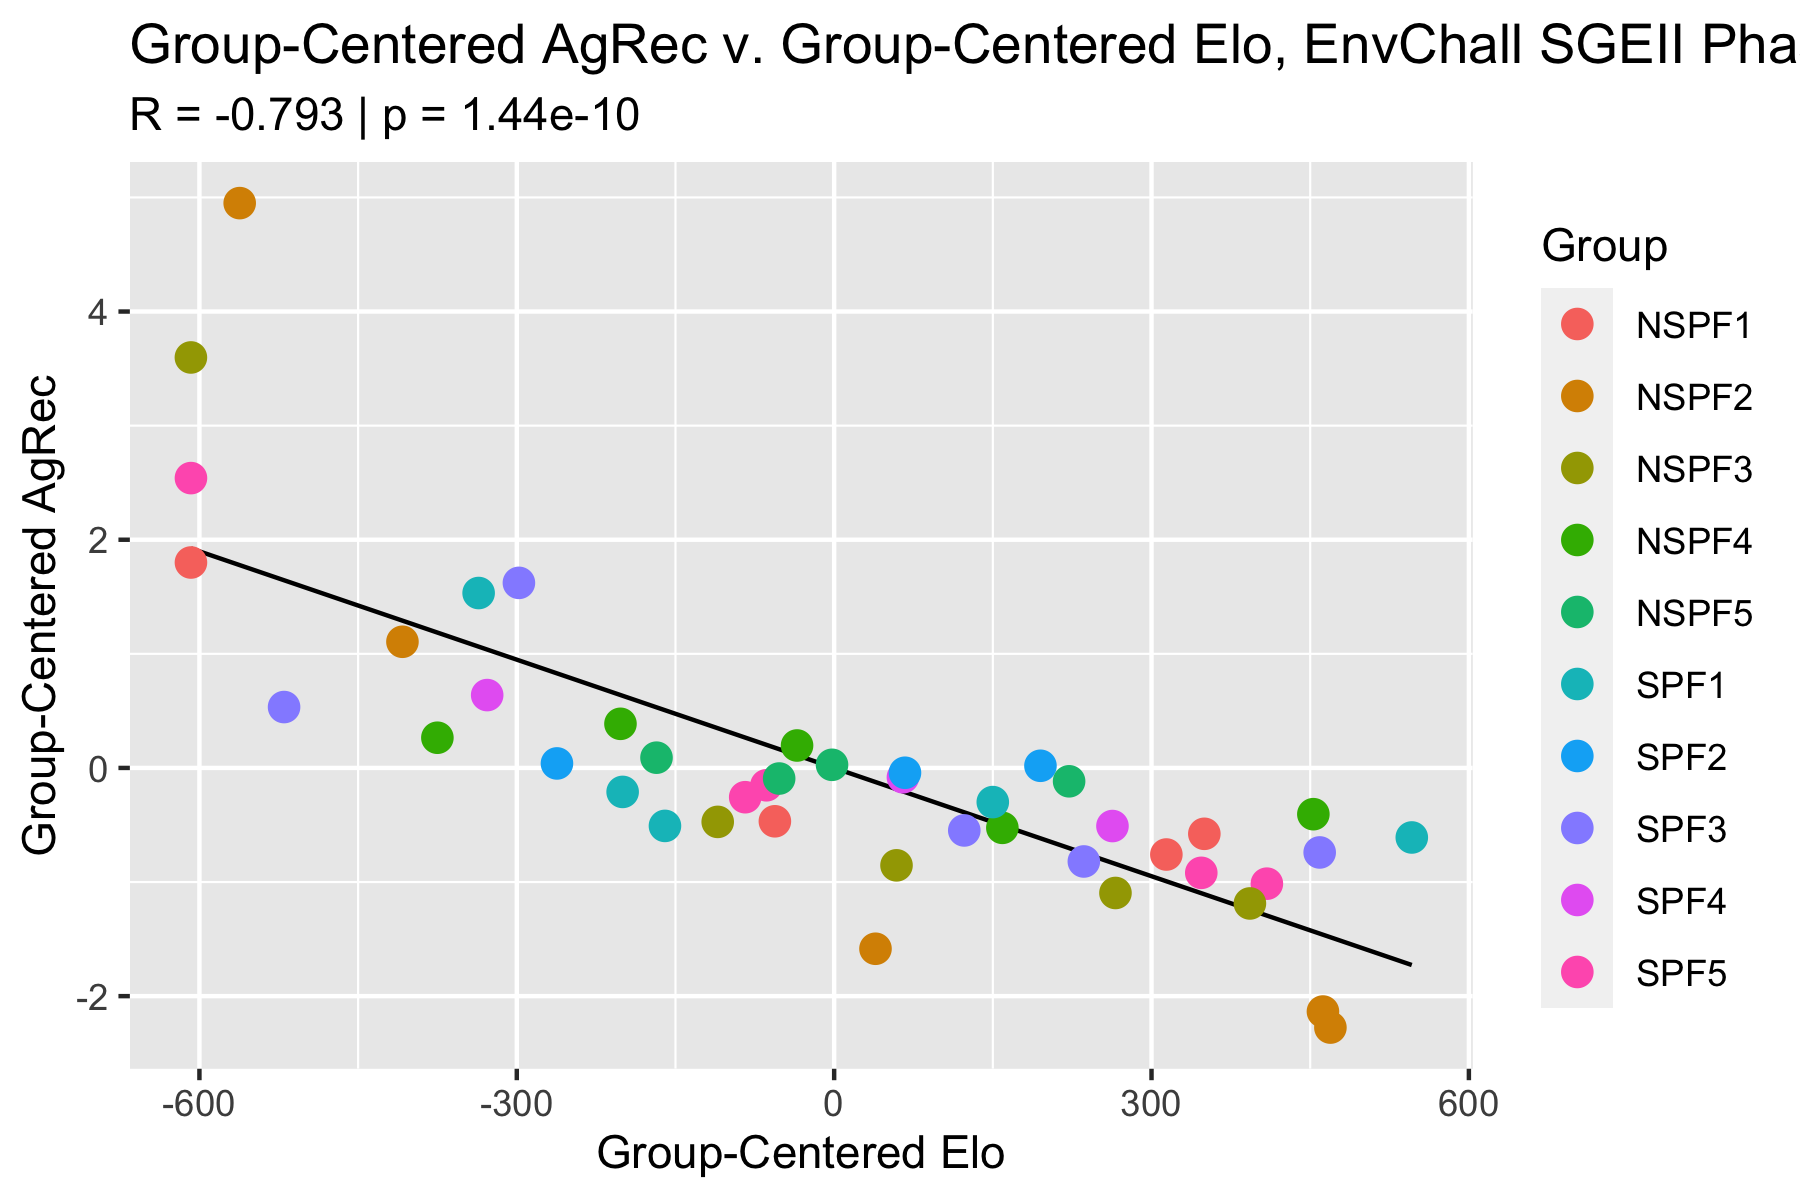 Group-Centered AgRec v. Group-Centered Elo, EnvChall SGEII Pha
R = -0.793 | p = 1.44e-10
Group-Centered AgRec
4
2
0
-2
-600
-300
0
300
600
Group-Centered Elo
Group
NSPF1
NSPF2
NSPF3
NSPF4
NSPF5
SPF1
SPF2
SPF3
SPF4
SPF5